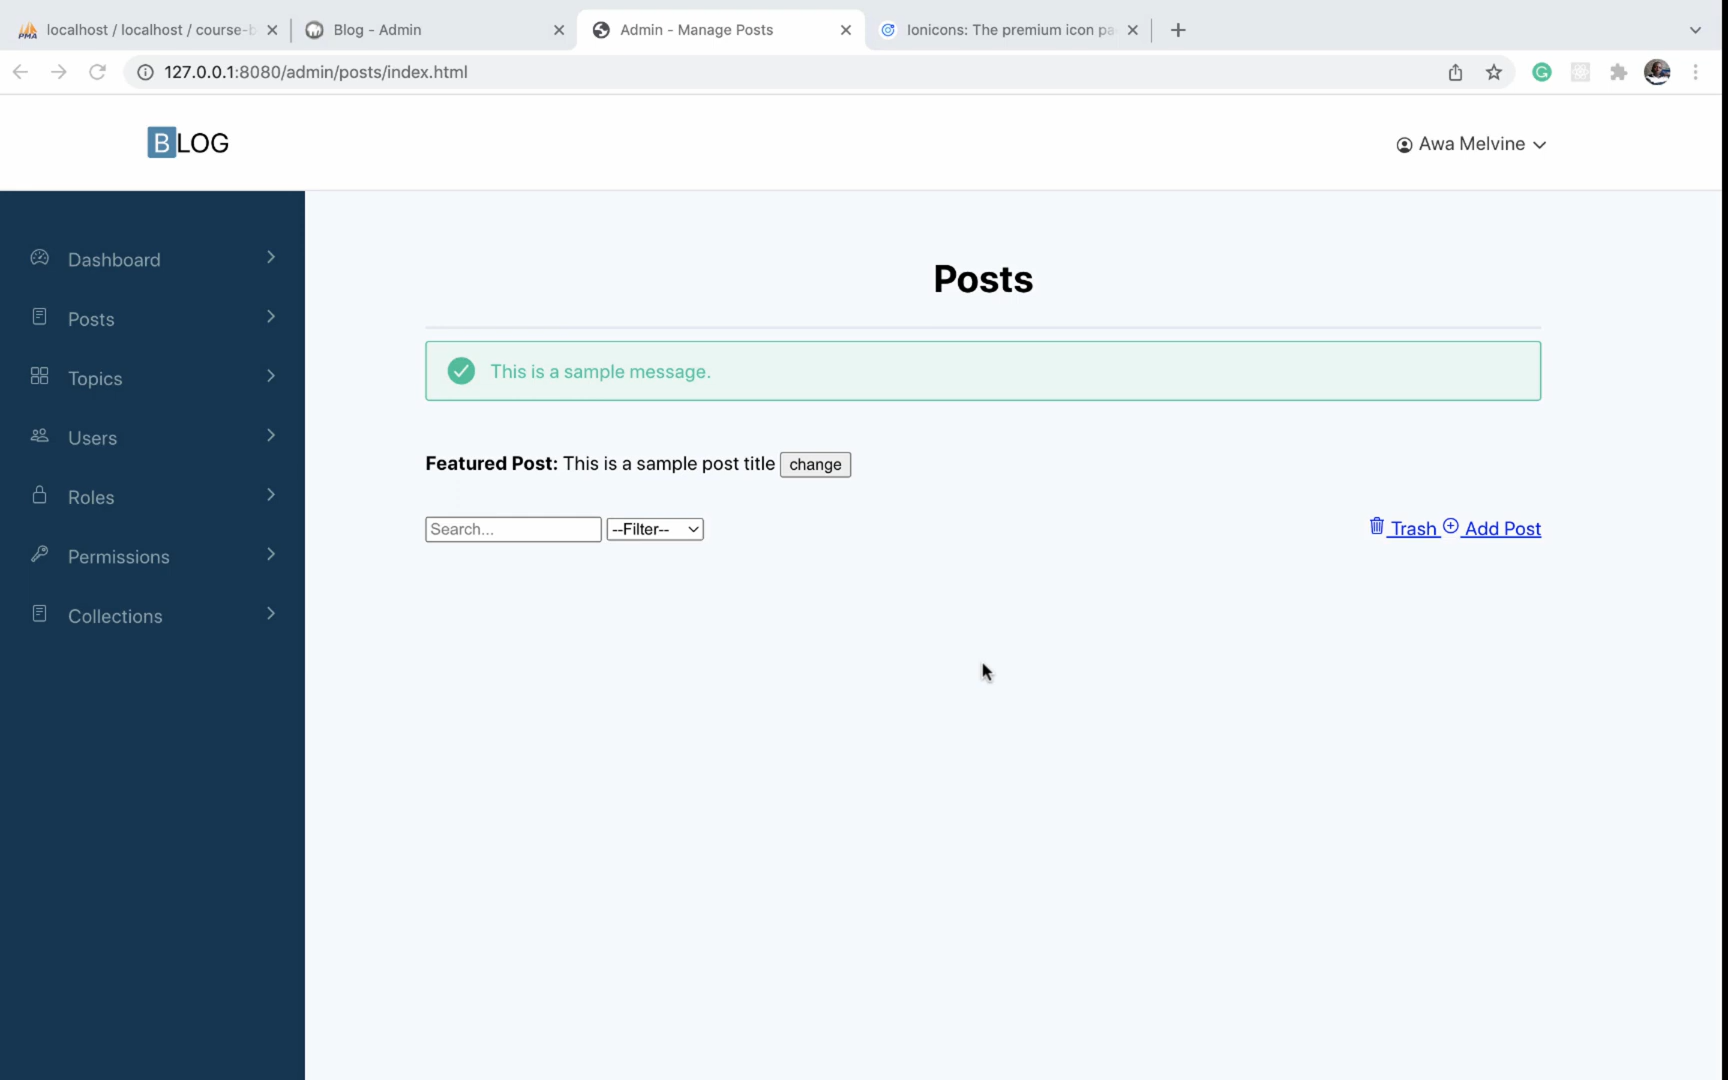 localhost / localhost / course-b
Blog - Admin
Admin - Manage Posts
Ionicons: The premium icon pa
127.0.0.1:8080/admin/posts/index.html
BLOG
Awa Melvine
Dashboard
Posts
Topics
Users
Roles
Permissions
Collections
Posts
This is a sample message.
Featured Post: This is a sample post title change
Search... --Filter-- Trash Add Post